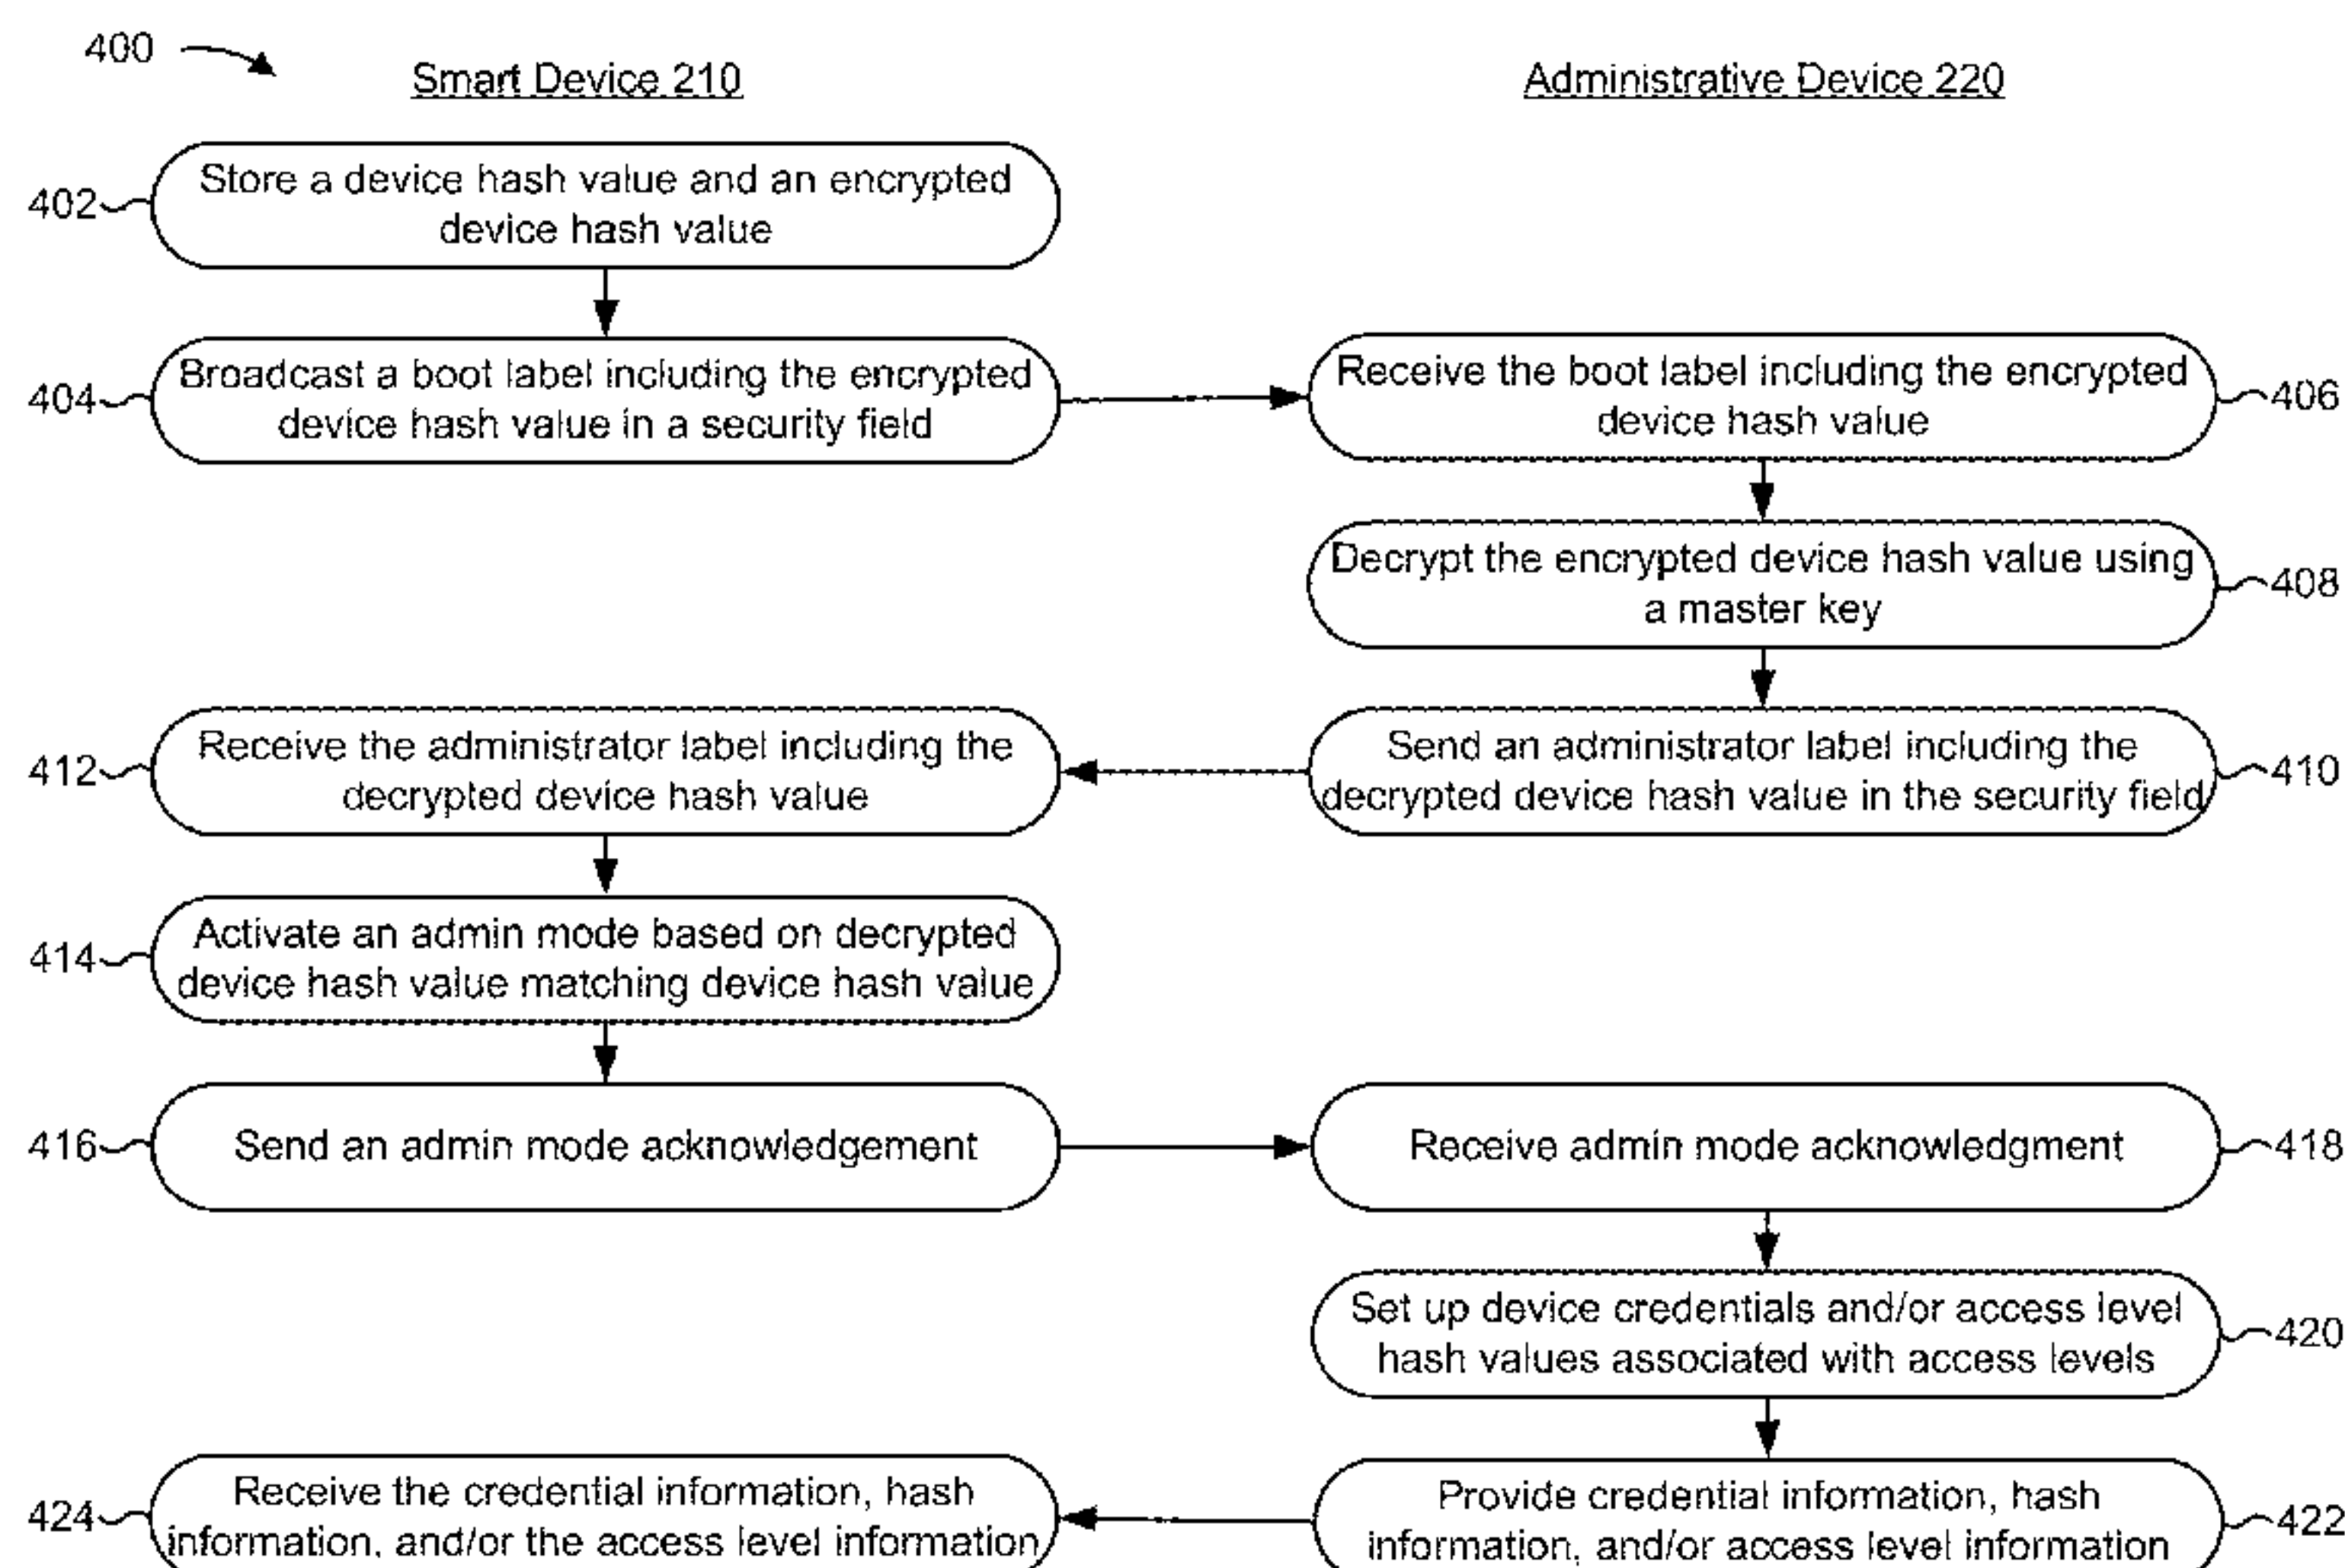 400
Smart Device 210
Administrative Device 220
402
Store a device hash value and an encrypted
device hash value
404
Broadcast a boot label including the encrypted
device hash value in a security field
Receive the boot label including the encrypted
device hash value
406
Decrypt the encrypted device hash value using
a master key
408
Send an administrator label including the
decrypted device hash value in the security field
410
412
Receive the administrator label including the
decrypted device hash value
414
Activate an admin mode based on decrypted
device hash value matching device hash value
416
Send an admin mode acknowledgement
Receive admin mode acknowledgment
418
Set up device credentials and/or access level
hash values associated with access levels
420
Provide credential information, hash
information, and/or access level information
422
424
Receive the credential information, hash
information, and/or the access level information